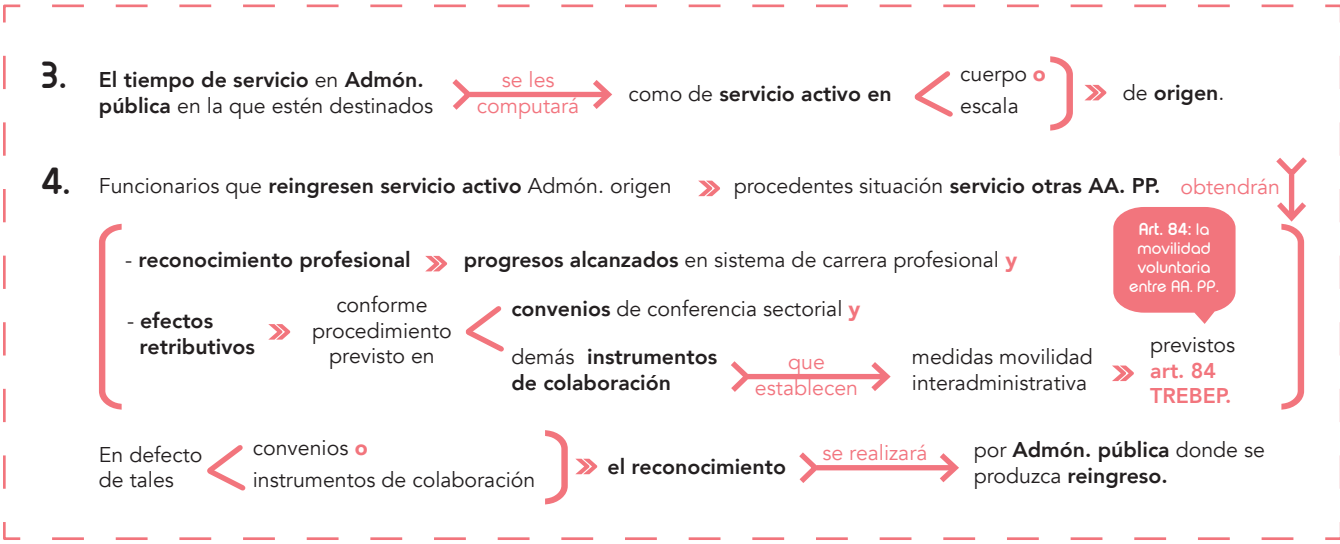 3. El tiempo de servicio en Admón.
pública en la que estén destinados
se les
computará
como de servicio activo en
cuerpo o
escala
de origen.
4. Funcionarios que reingresen servicio activo Admón. origen
procedentes situación servicio otras AA. PP.
obtendrán
Art. 84: la
movilidad
voluntaria
entre AA. PP.
- reconocimiento profesional
progresos alcanzados en sistema de carrera profesional y
- efectos
retributivos
conforme
procedimiento
previsto en
convenios de conferencia sectorial y
demás instrumentos
de colaboración
que
establecen
medidas movilidad
interadministrativa
previstos
art. 84
TREBEP.
En defecto
de tales
convenios o
instrumentos de colaboración
el reconocimiento
se realizará
por Admón. pública donde se
produzca reingreso.